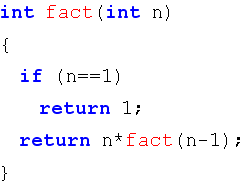 int fact(int n)
{
  if (n==1)
    return 1;
  return n*fact(n-1);
}